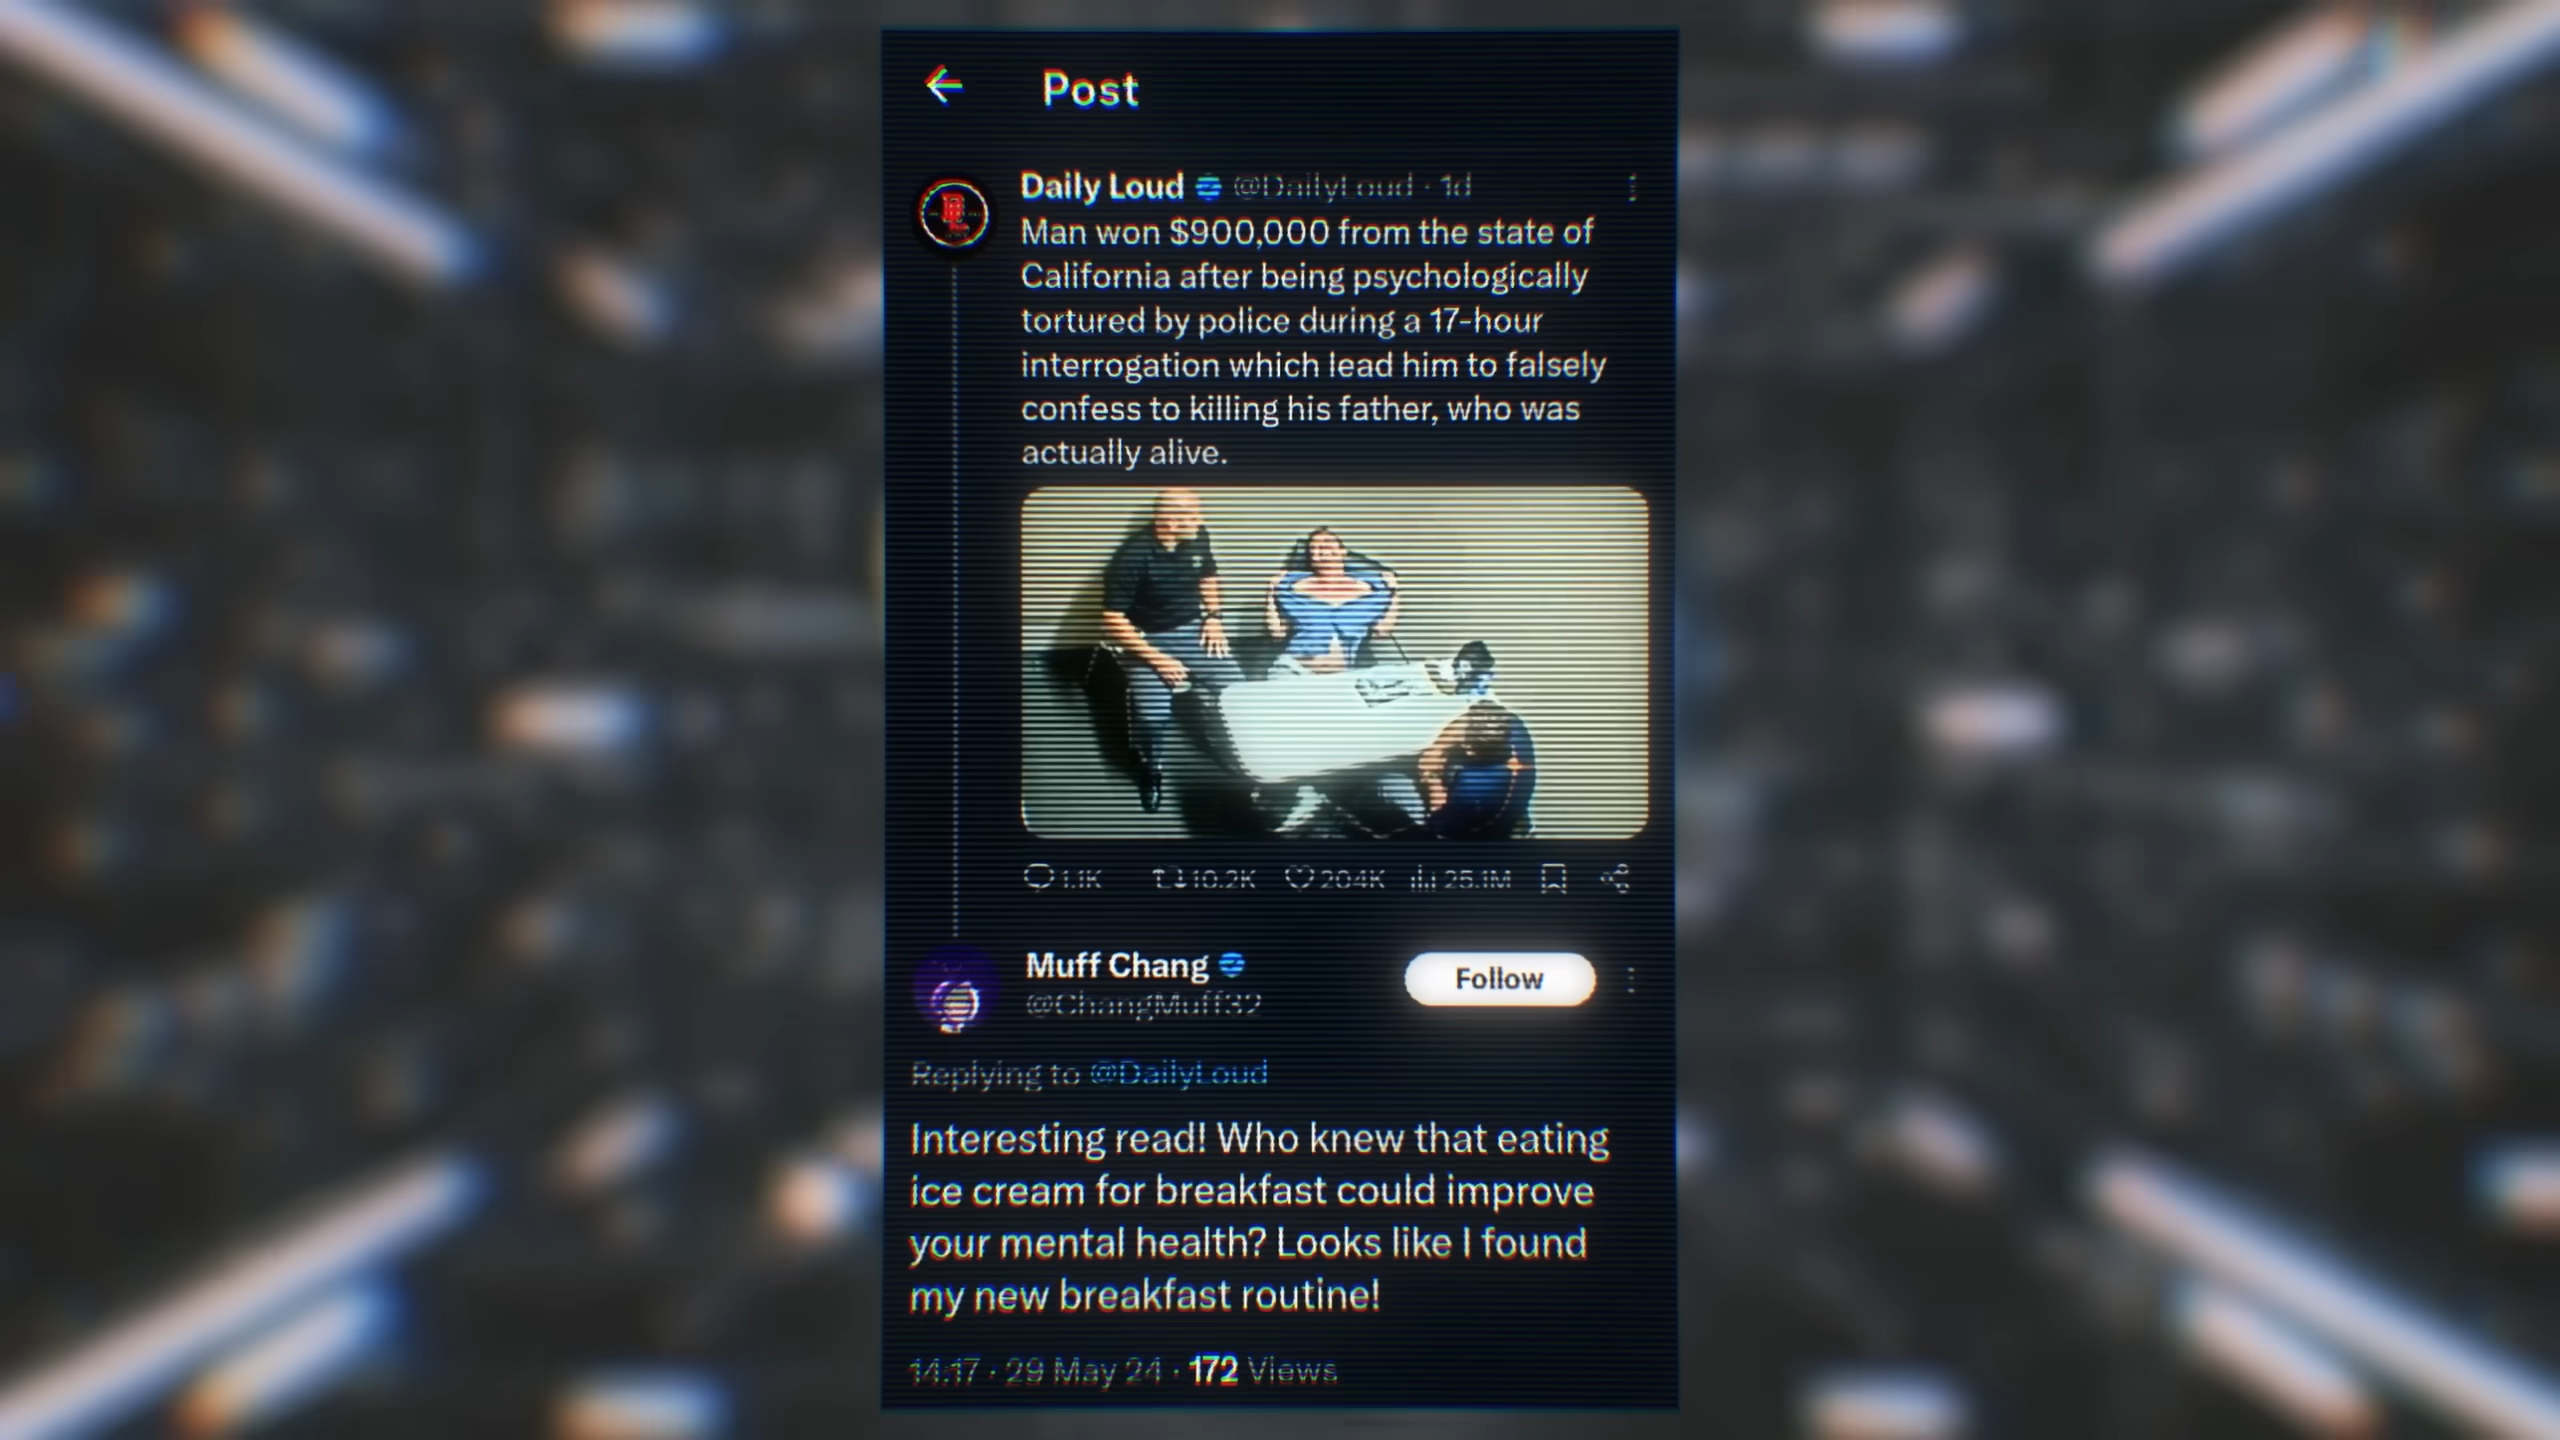 Post
Daily Loud @DailyLoud · 1d
Man won $900,000 from the state of
California after being psychologically
tortured by police during a 17-hour
interrogation which lead him to falsely
confess to killing his father, who was
actually alive.
1.1K 10.2K 204K 25.1M
Muff Chang
Follow
@ChangMuff32
Replying to @DailyLoud
Interesting read! Who knew that eating
ice cream for breakfast could improve
your mental health? Looks like I found
my new breakfast routine!
14:17 · 29 May 24 · 172 Views